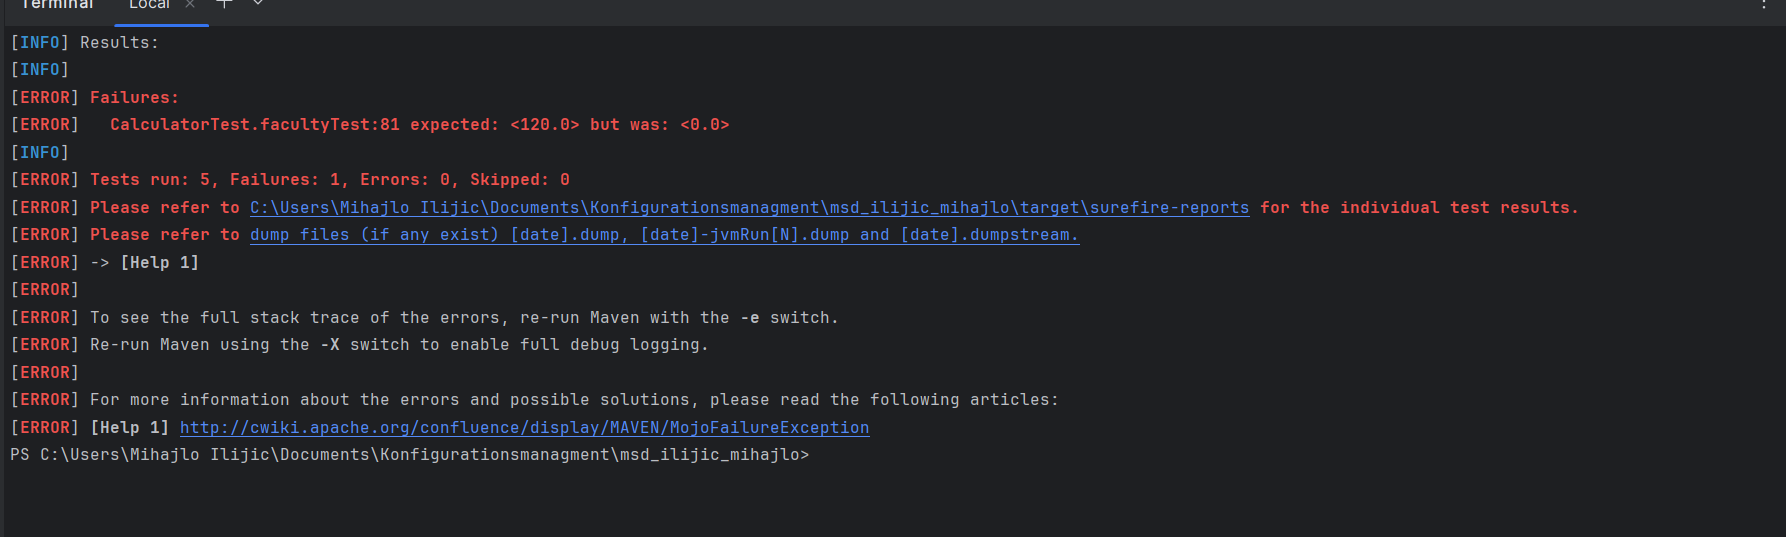 Terminal Local
[INFO] Results:
[INFO]
[ERROR] Failures:
[ERROR]   CalculatorTest.facultyTest:81 expected: <120.0> but was: <0.0>
[INFO]
[ERROR] Tests run: 5, Failures: 1, Errors: 0, Skipped: 0
[ERROR] Please refer to C:\Users\Mihajlo Ilijic\Documents\Konfigurationsmanagment\msd_ilijic_mihajlo\target\surefire-reports for the individual test results.
[ERROR] Please refer to dump files (if any exist) [date].dump, [date]-jvmRun[N].dump and [date].dumpstream.
[ERROR] -> [Help 1]
[ERROR]
[ERROR] To see the full stack trace of the errors, re-run Maven with the -e switch.
[ERROR] Re-run Maven using the -X switch to enable full debug logging.
[ERROR]
[ERROR] For more information about the errors and possible solutions, please read the following articles:
[ERROR] [Help 1] http://cwiki.apache.org/confluence/display/MAVEN/MojoFailureException
PS C:\Users\Mihajlo Ilijic\Documents\Konfigurationsmanagment\msd_ilijic_mihajlo>